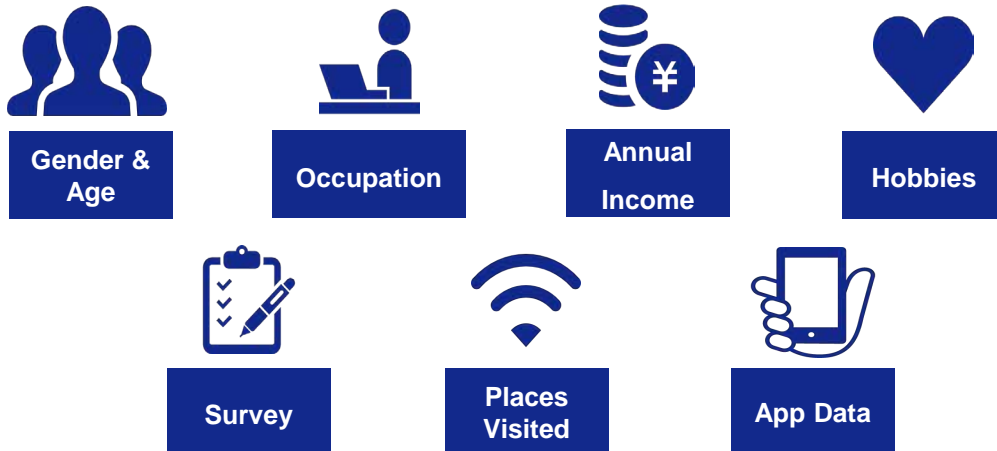 ¥
Gender &
Age
Occupation
Annual
Income
Hobbies
Survey
Places
Visited
App Data